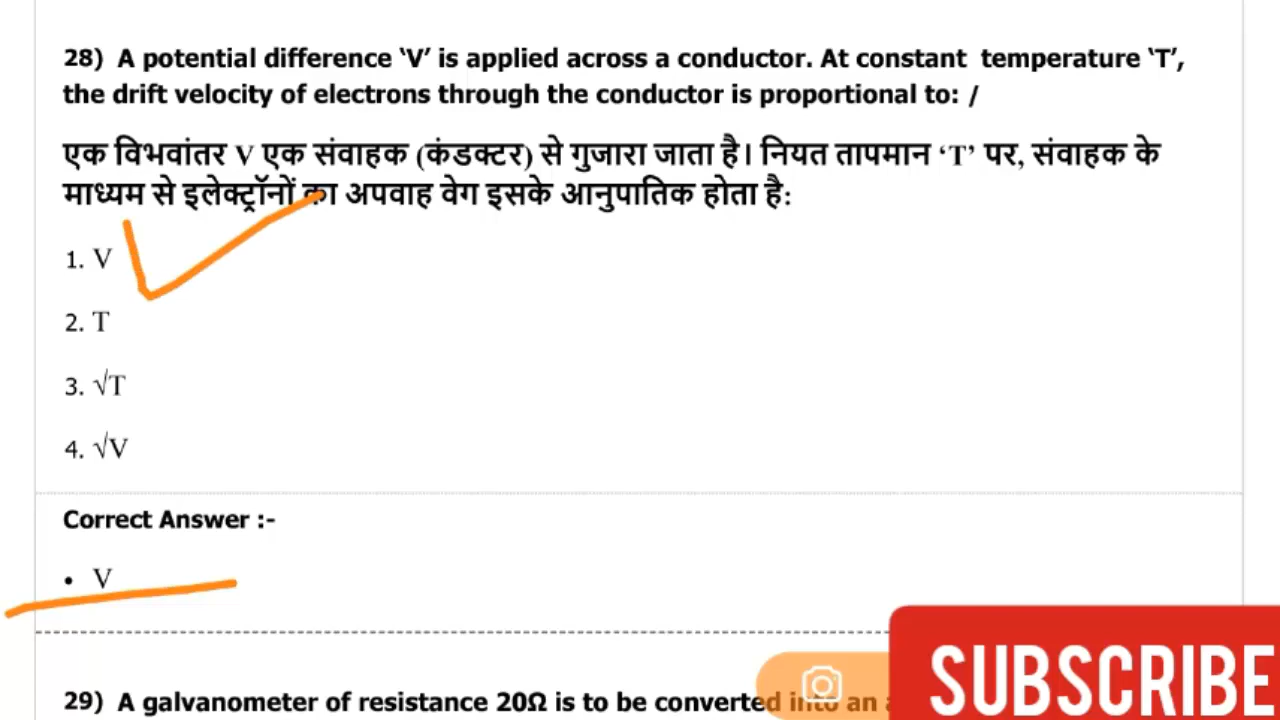 28) A potential difference ‘V’ is applied across a conductor. At constant temperature ‘T’,
the drift velocity of electrons through the conductor is proportional to: /
एक विभवांतर V एक संवाहक (कंडक्टर) से गुजारा जाता है। नियत तापमान ‘T’ पर, संवाहक के
माध्यम से इलेक्ट्रॉनों का अपवाह वेग इसके आनुपातिक होता है:
1. V
2. T
3. √T
4. √V
Correct Answer :-
• V
29) A galvanometer of resistance 20Ω is to be converted into an
SUBSCRIBE